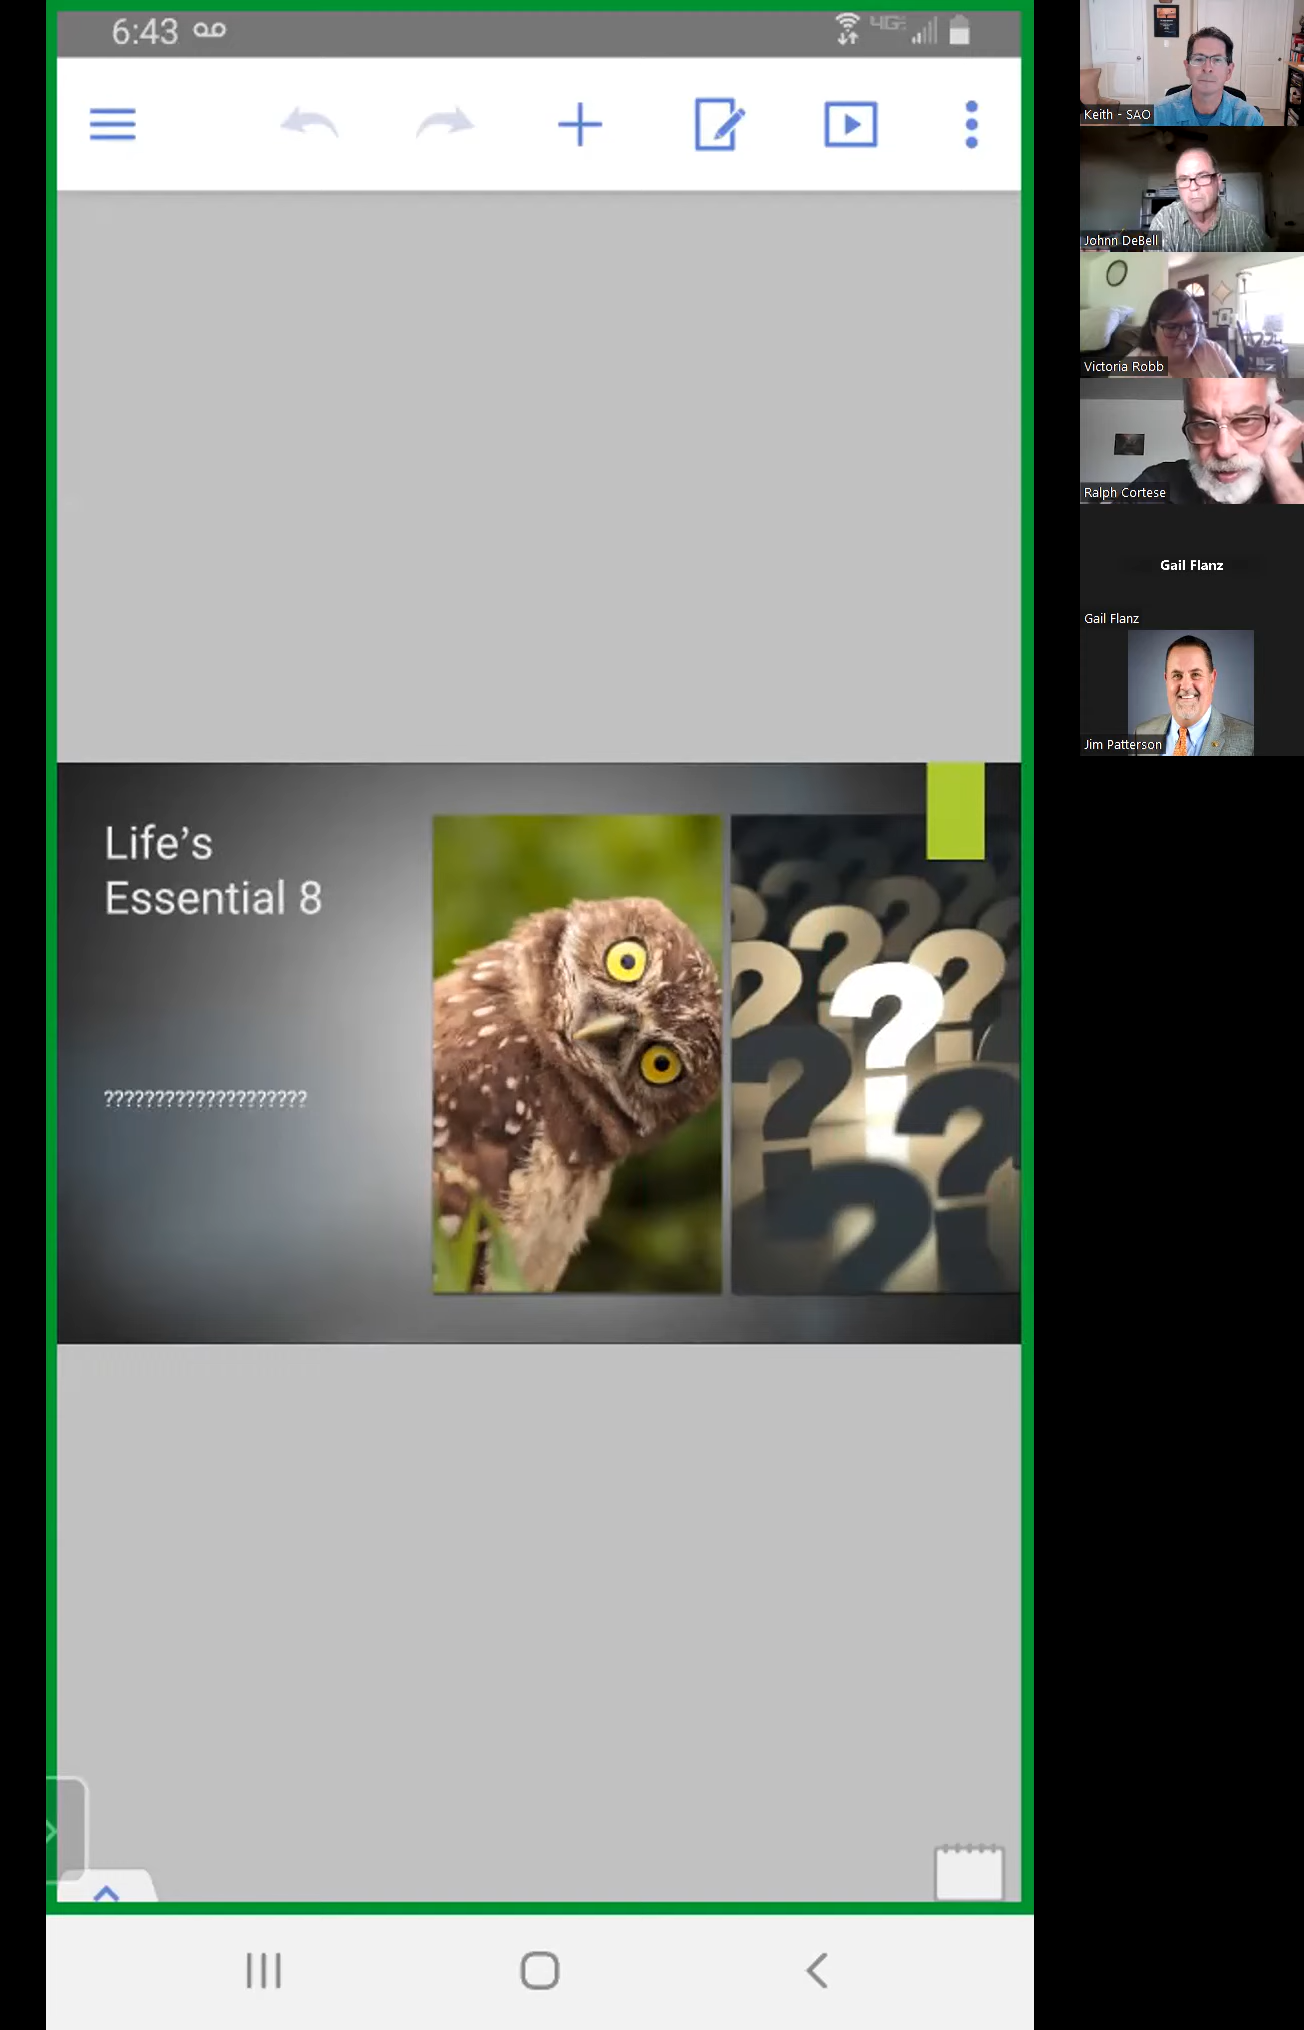 6:43
4GE
Life’s
Essential 8
????????????????????
Keith - SAO
Johnn DeBell
Victoria Robb
Ralph Cortese
Gail Flanz
Gail Flanz
Jim Patterson